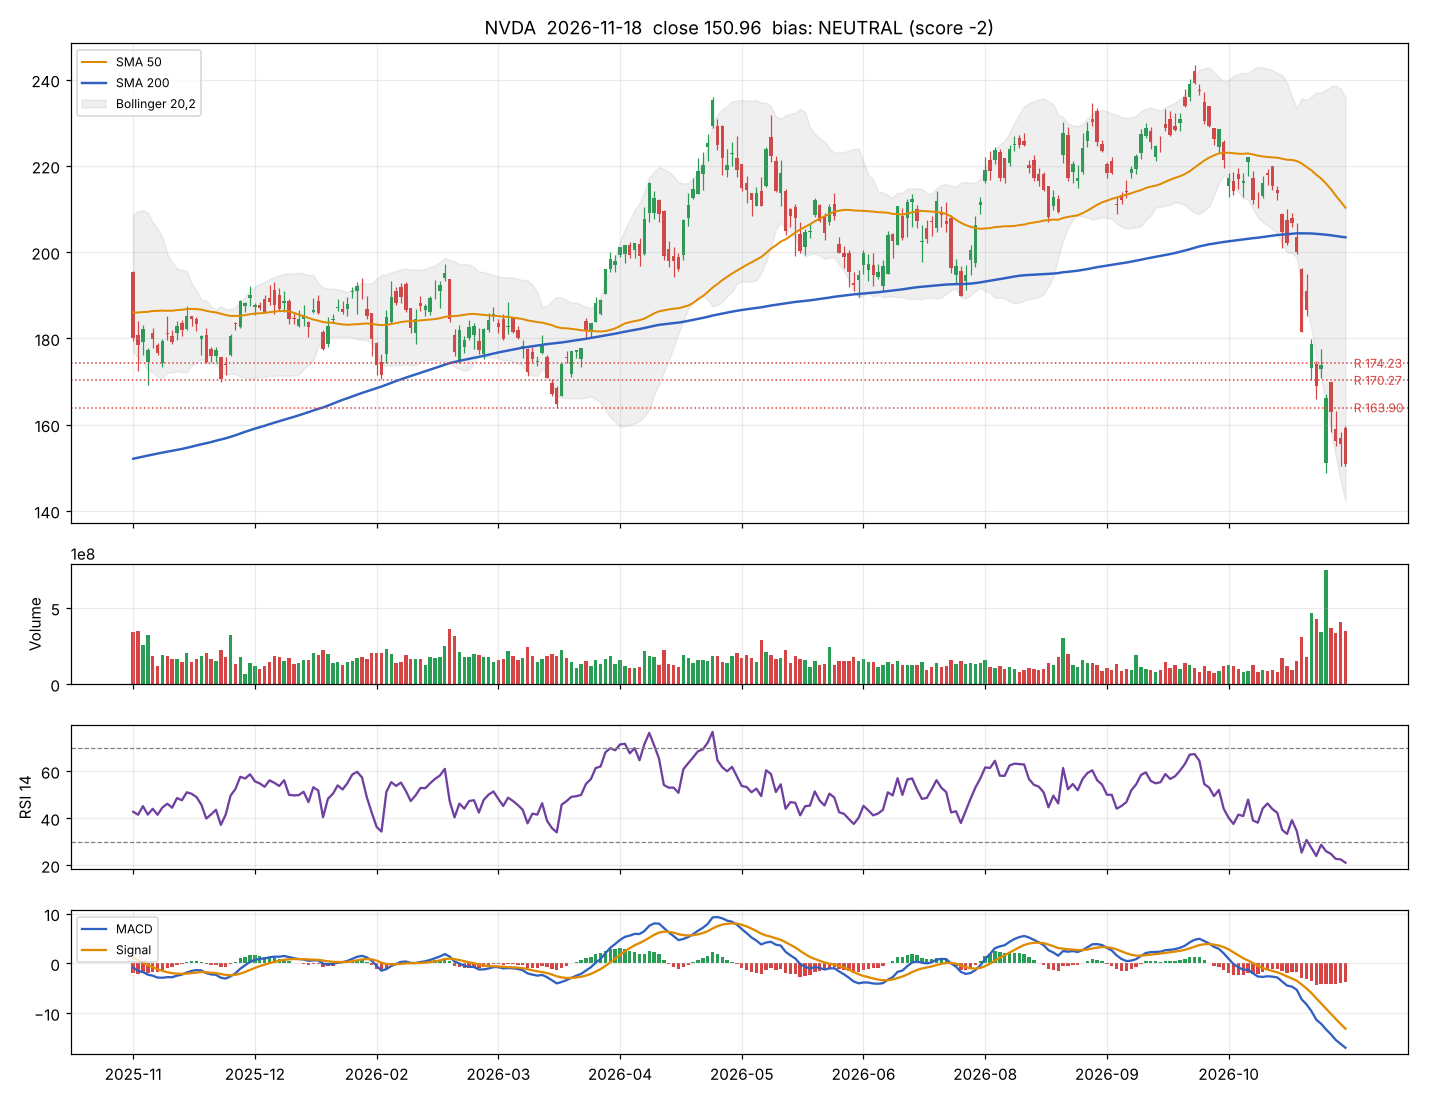 NVDA  2026-11-18  close 150.96  bias: NEUTRAL (score -2)
SMA 50
SMA 200
Bollinger 20,2
240
220
200
180
160
140
R 174.23
R 170.27
R 163.90
1e8
Volume
5
0
RSI 14
60
40
20
MACD
Signal
10
0
−10
2025-11
2025-12
2026-02
2026-03
2026-04
2026-05
2026-06
2026-08
2026-09
2026-10